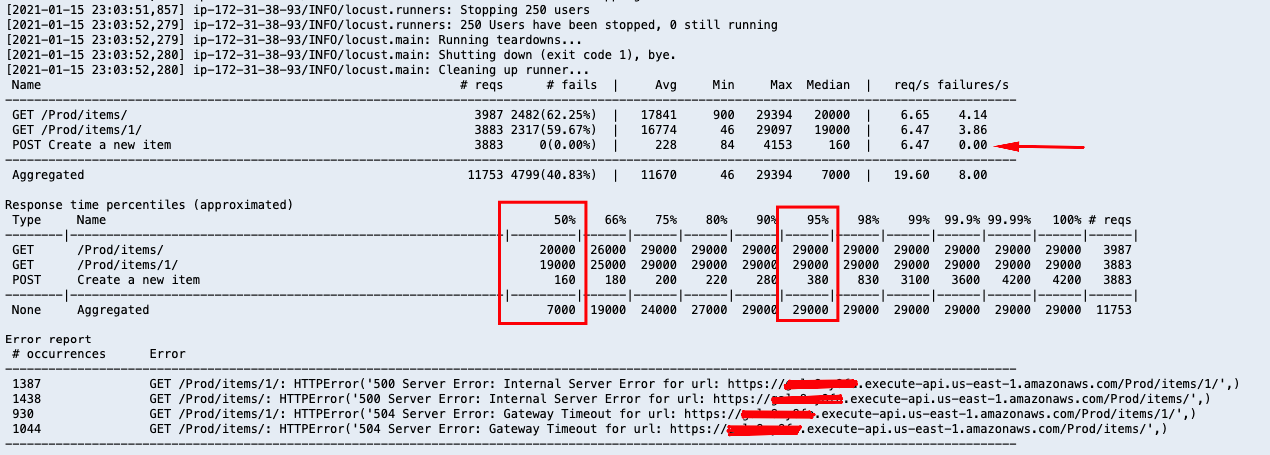 [2021-01-15 23:03:51,857] ip-172-31-38-93/INFO/locust.runners: Stopping 250 users
[2021-01-15 23:03:52,279] ip-172-31-38-93/INFO/locust.runners: 250 Users have been stopped, 0 still running
[2021-01-15 23:03:52,279] ip-172-31-38-93/INFO/locust.main: Running teardowns...
[2021-01-15 23:03:52,280] ip-172-31-38-93/INFO/locust.main: Shutting down (exit code 1), bye.
[2021-01-15 23:03:52,280] ip-172-31-38-93/INFO/locust.main: Cleaning up runner...
Name # reqs # fails | Avg Min Max Median | req/s failures/s
GET /Prod/items/ 3987 2482(62.25%) | 17841 900 29394 20000 | 6.65 4.14
GET /Prod/items/1/ 3883 2317(59.67%) | 16774 46 29097 19000 | 6.47 3.86
POST Create a new item 3883 0(0.00%) | 228 84 4153 160 | 6.47 0.00
Aggregated 11753 4799(40.83%) | 11670 46 29394 7000 | 19.60 8.00
Response time percentiles (approximated)
Type Name 50% 66% 75% 80% 90% 95% 98% 99% 99.9% 99.99% 100% # reqs
GET /Prod/items/ 20000 26000 29000 29000 29000 29000 29000 29000 29000 29000 29000 3987
GET /Prod/items/1/ 19000 25000 29000 29000 29000 29000 29000 29000 29000 29000 29000 3883
POST Create a new item 160 180 200 220 280 380 830 3100 3600 4200 4200 3883
None Aggregated 7000 19000 24000 27000 29000 29000 29000 29000 29000 29000 29000 11753
Error report
# occurrences Error
1387 GET /Prod/items/1/: HTTPError('500 Server Error: Internal Server Error for url: https://.execute-api.us-east-1.amazonaws.com/Prod/items/1/',)
1438 GET /Prod/items/: HTTPError('500 Server Error: Internal Server Error for url: https://.execute-api.us-east-1.amazonaws.com/Prod/items/',)
930 GET /Prod/items/1/: HTTPError('504 Server Error: Gateway Timeout for url: https://.execute-api.us-east-1.amazonaws.com/Prod/items/1/',)
1044 GET /Prod/items/: HTTPError('504 Server Error: Gateway Timeout for url: https://.execute-api.us-east-1.amazonaws.com/Prod/items/',)